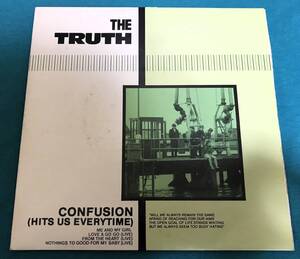 THE
TRUTH
CONFUSION
(HITS US EVERYTIME)
ME AND MY GIRL
LOVE A GO GO (LIVE)
FROM THE HEART (LIVE)
NOTHINGS TO GOOD FOR MY BABY (LIVE)
"WILL WE ALWAYS REMAIN THE SAME
AFRAID OF REACHING FOR OUR AIMS
THE OPEN GOAL OF LIFE STANDS WAITING
BUT WE ALWAYS SEEM TOO BUSY HATING"